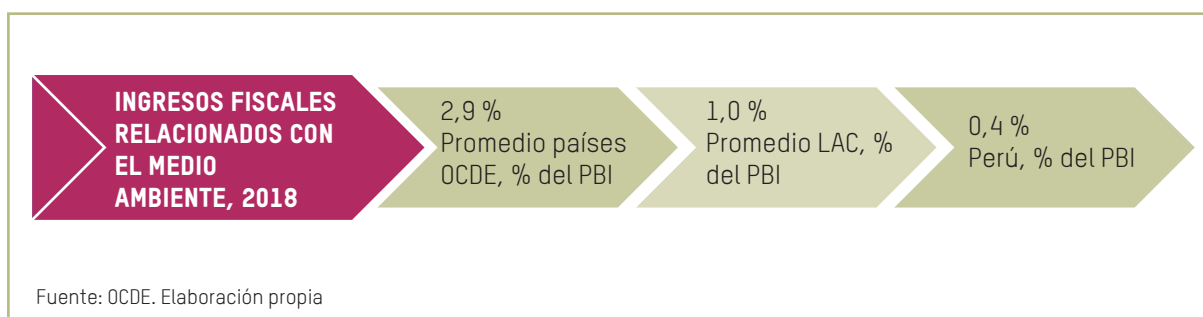 INGRESOS FISCALES
RELACIONADOS CON
EL MEDIO
AMBIENTE, 2018
2,9 %
Promedio países
OCDE, % del PBI
1,0 %
Promedio LAC, %
del PBI
0,4 %
Perú, % del PBI
Fuente: OCDE. Elaboración propia